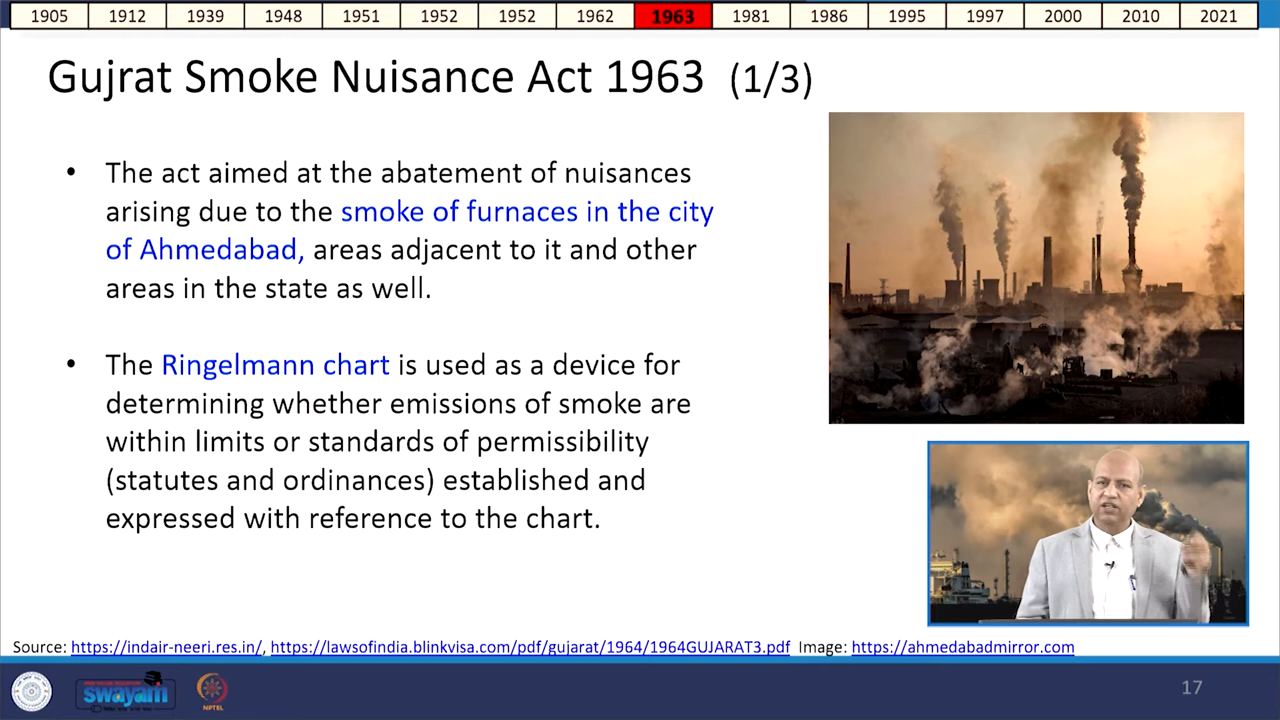 1905 1912 1939 1948 1951 1952 1952 1962 1963 1981 1986 1995 1997 2000 2010 2021
Gujrat Smoke Nuisance Act 1963 (1/3)
• The act aimed at the abatement of nuisances
arising due to the smoke of furnaces in the city
of Ahmedabad, areas adjacent to it and other
areas in the state as well.
• The Ringelmann chart is used as a device for
determining whether emissions of smoke are
within limits or standards of permissibility
(statutes and ordinances) established and
expressed with reference to the chart.
Source: https://indair-neeri.res.in/, https://lawsofindia.blinkvisa.com/pdf/gujarat/1964/1964GUJARAT3.pdf Image: https://ahmedabadmirror.com
swayam
NPTEL
17